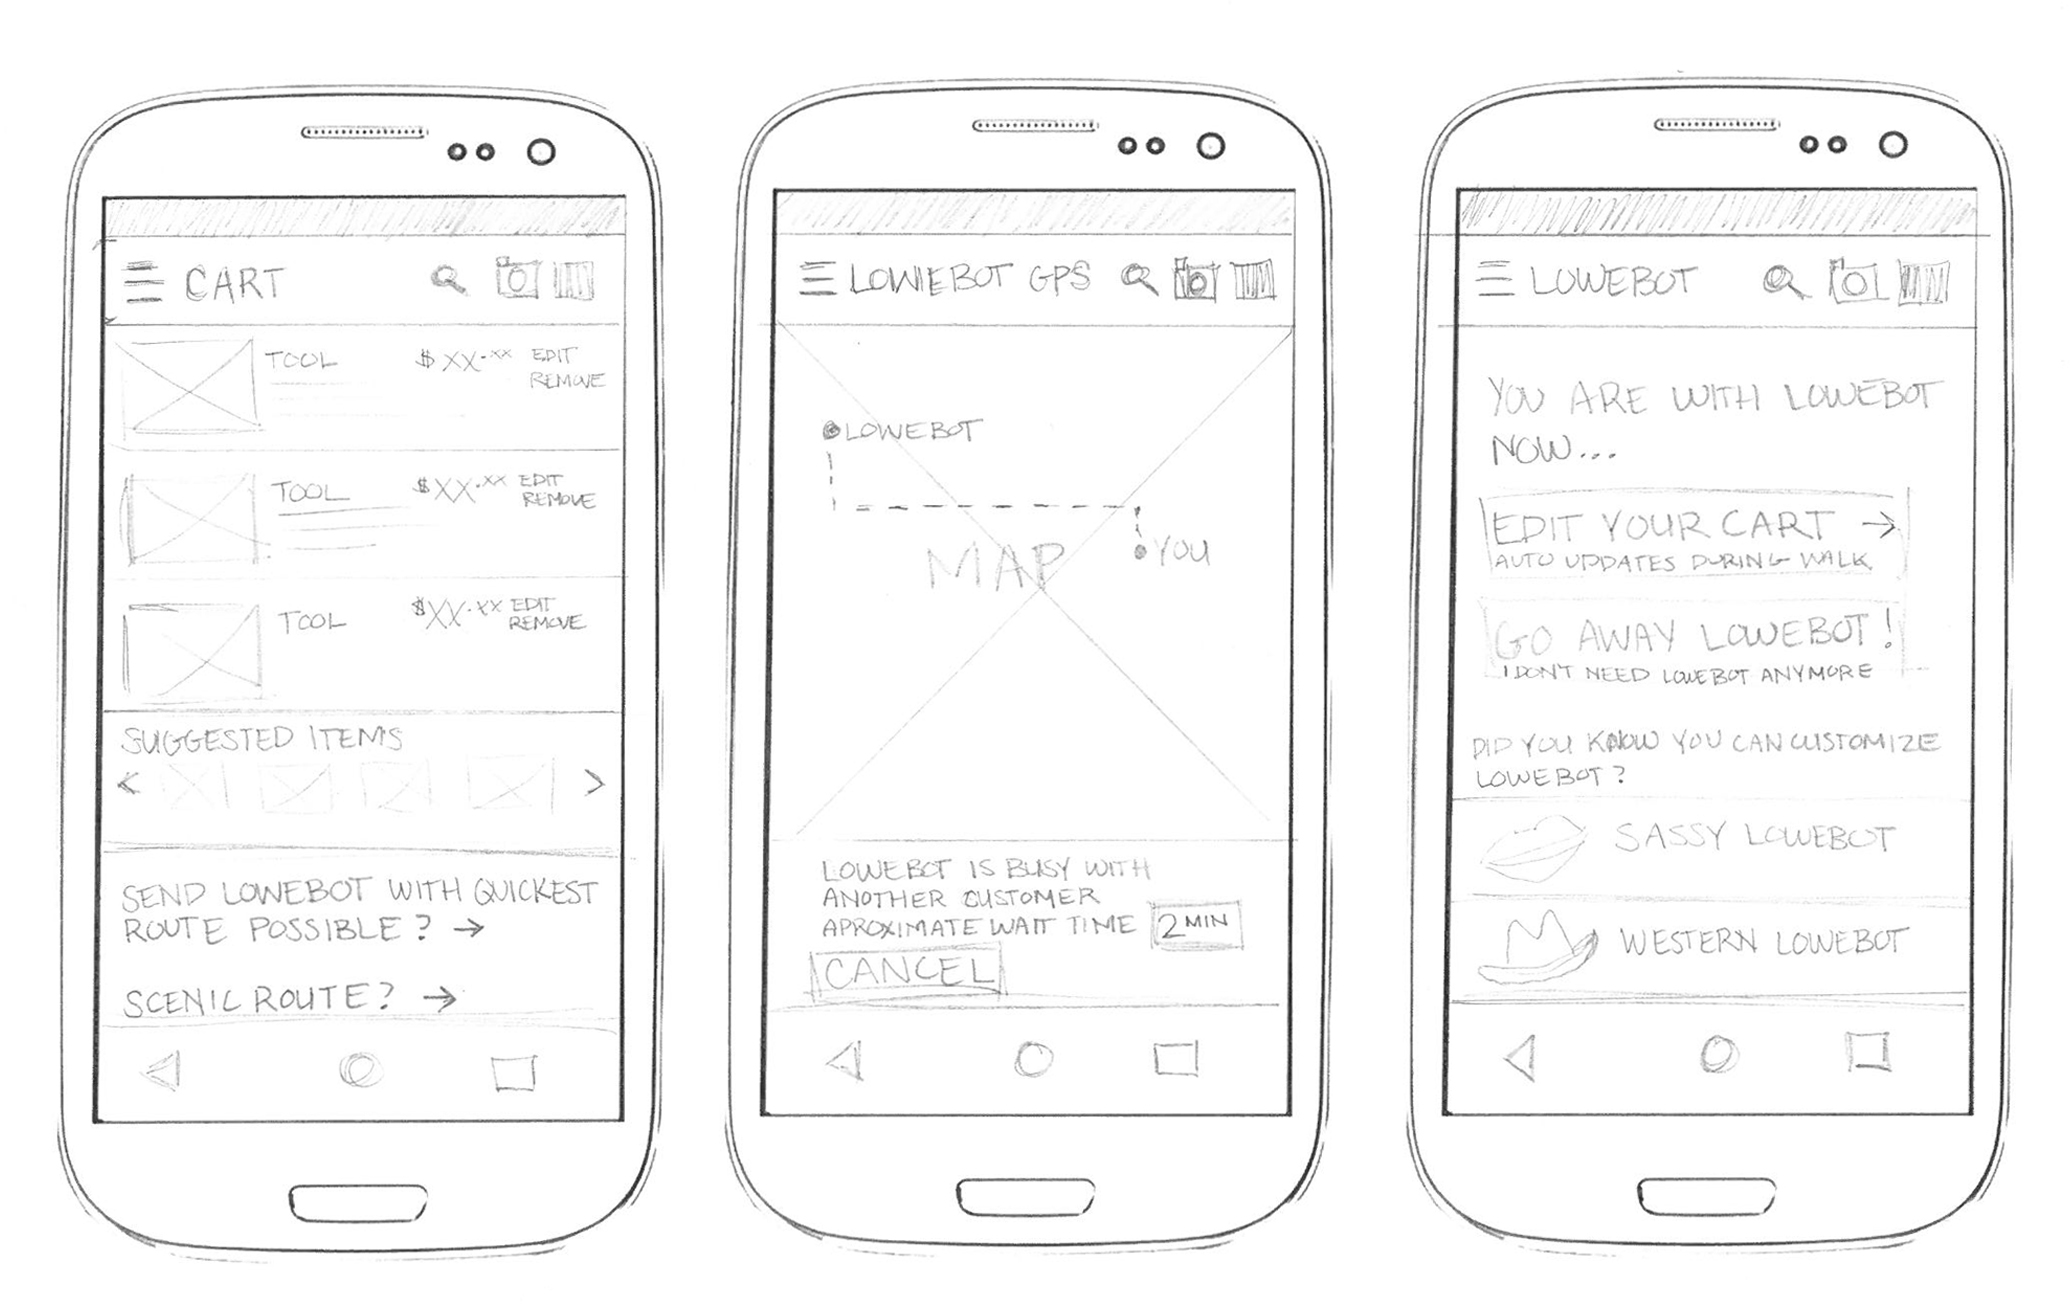 CART
TOOL $XX.XX EDIT
REMOVE
TOOL $XX.XX EDIT
REMOVE
TOOL $XX.XX EDIT
REMOVE
SUGGESTED ITEMS
< >
SEND LOWEBOT WITH QUICKEST
ROUTE POSSIBLE? →
SCENIC ROUTE? →
LOWEBOT GPS
LOWEBOT
YOU
MAP
LOWEBOT IS BUSY WITH
ANOTHER CUSTOMER
APROXIMATE WAIT TIME 2 MIN
CANCEL
LOWEBOT
YOU ARE WITH LOWEBOT
NOW...
EDIT YOUR CART →
AUTO UPDATES DURING WALK
GO AWAY LOWEBOT!
I DON'T NEED LOWEBOT ANYMORE
DID YOU KNOW YOU CAN CUSTOMIZE
LOWEBOT?
SASSY LOWEBOT
WESTERN LOWEBOT